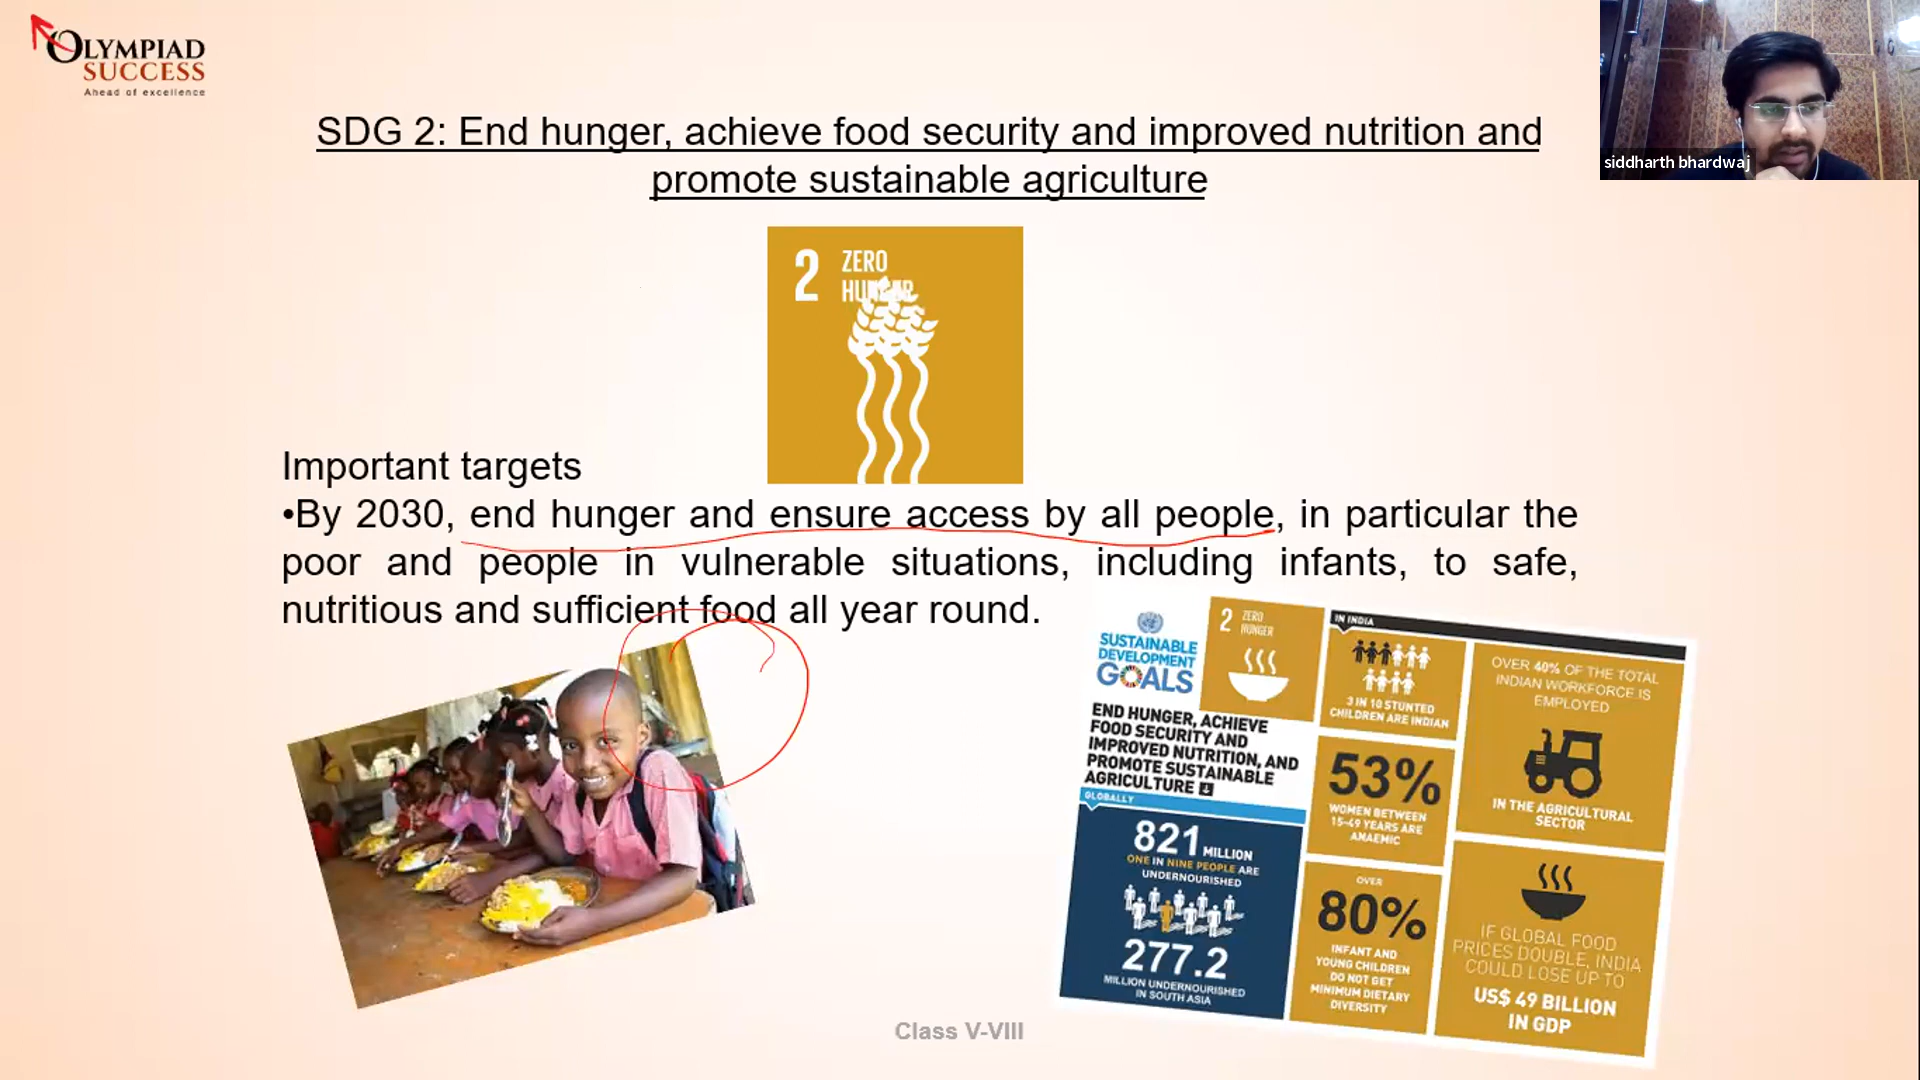 OLYMPIAD
SUCCESS
Ahead of excellence
siddharth bhardwaj
SDG 2: End hunger, achieve food security and improved nutrition and
promote sustainable agriculture
2 ZERO
HUNGER
Important targets
•By 2030, end hunger and ensure access by all people, in particular the
poor and people in vulnerable situations, including infants, to safe,
nutritious and sufficient food all year round.
SUSTAINABLE
DEVELOPMENT
GOALS
2 ZERO
HUNGER
END HUNGER, ACHIEVE
FOOD SECURITY AND
IMPROVED NUTRITION, AND
PROMOTE SUSTAINABLE
AGRICULTURE
GLOBALLY
821 MILLION
ONE IN NINE PEOPLE ARE
UNDERNOURISHED
277.2
MILLION UNDERNOURISHED
IN SOUTH ASIA
IN INDIA
3 IN 10 STUNTED
CHILDREN ARE INDIAN
53%
WOMEN BETWEEN
15-49 YEARS ARE
ANAEMIC
OVER
80%
INFANT AND
YOUNG CHILDREN
DO NOT GET
MINIMUM DIETARY
DIVERSITY
OVER 40% OF THE TOTAL
INDIAN WORKFORCE IS
EMPLOYED
IN THE AGRICULTURAL
SECTOR
IF GLOBAL FOOD
PRICES DOUBLE, INDIA
COULD LOSE UP TO
US$ 49 BILLION
IN GDP
Class V-VIII